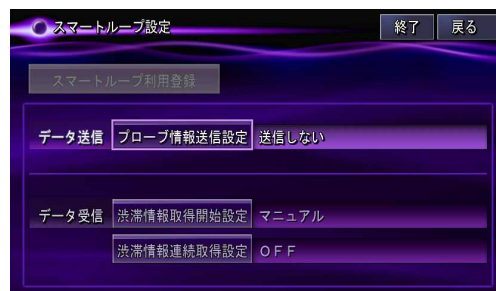 スマートループ設定 終了 戻る
スマートループ利用登録
データ送信 プローブ情報送信設定 送信しない
データ受信 渋滞情報取得開始設定 マニュアル
渋滞情報連続取得設定 ＯＦＦ